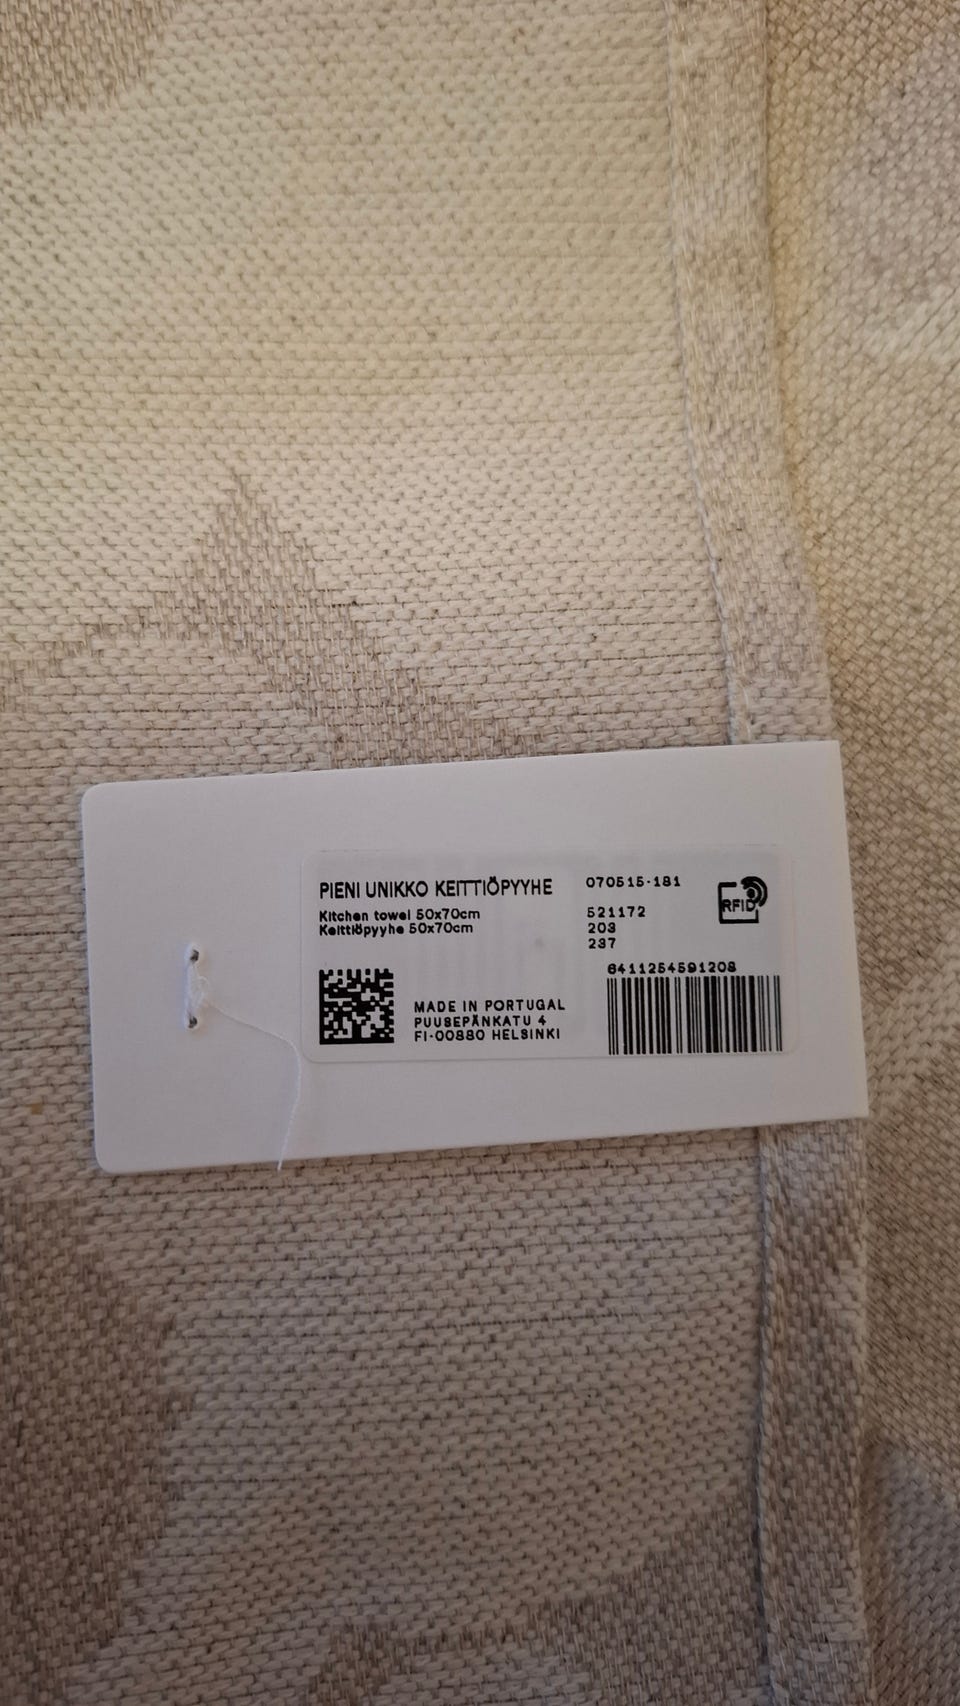 PIENI UNIKKO KEITTIÖPYYHE
Kitchen towel 50x70cm
Keittiöpyyhe 50x70cm
070515-181
521172
203
237
RFID
6411254591208
MADE IN PORTUGAL
PUUSEPÄNKATU 4
FI-00880 HELSINKI